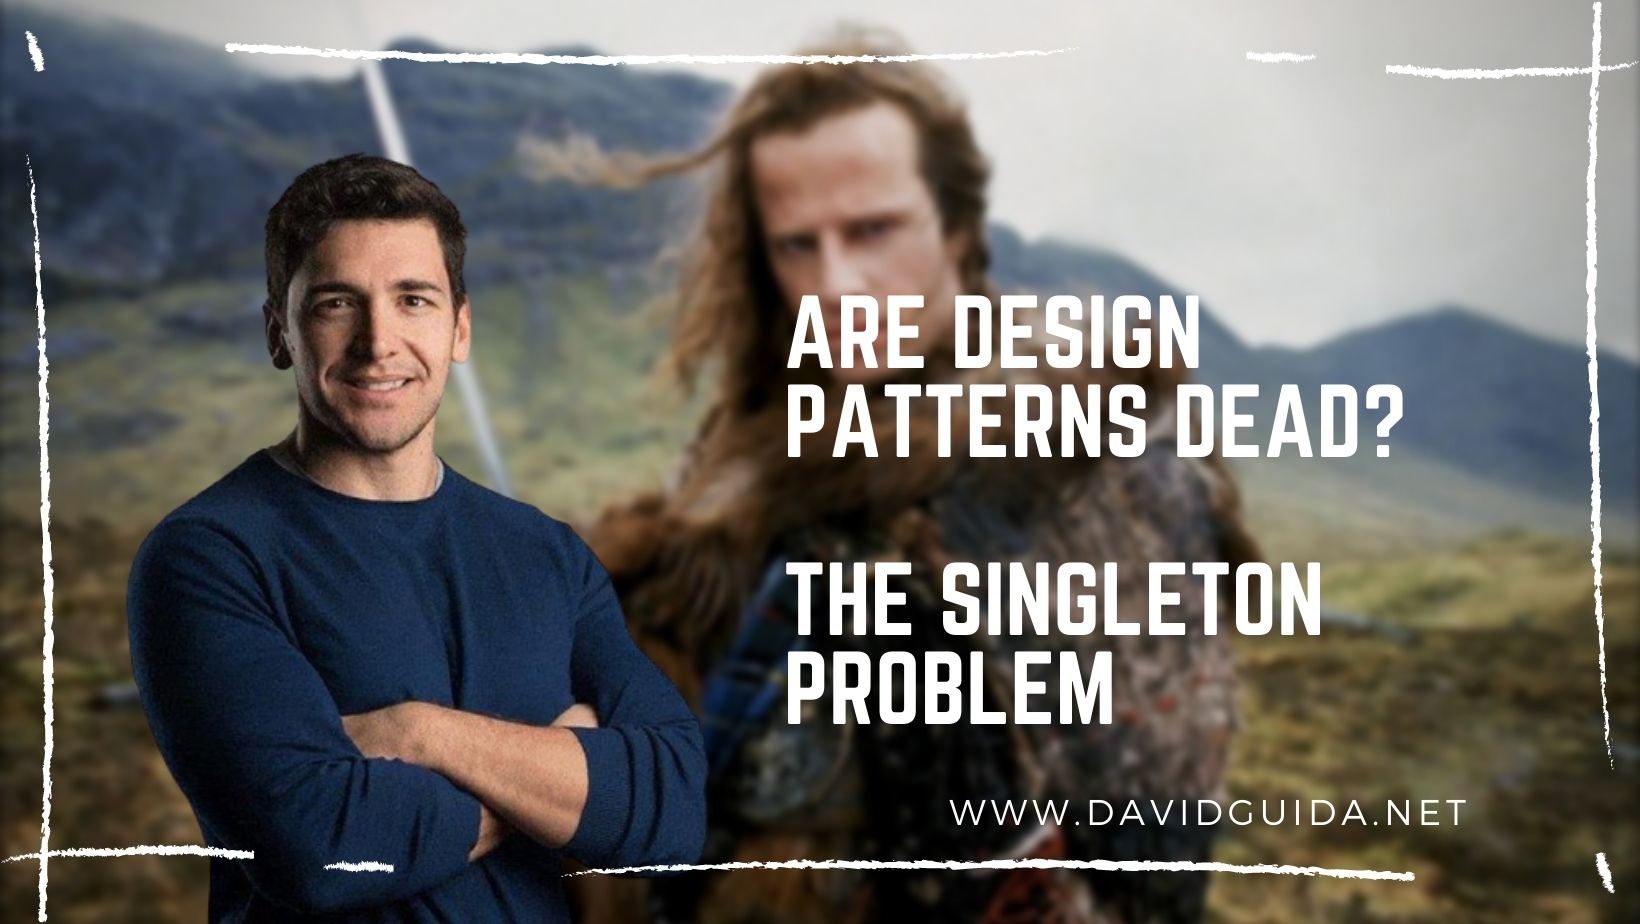 ARE DESIGN
PATTERNS DEAD?
THE SINGLETON
PROBLEM
WWW.DAVIDGUIDA.NET